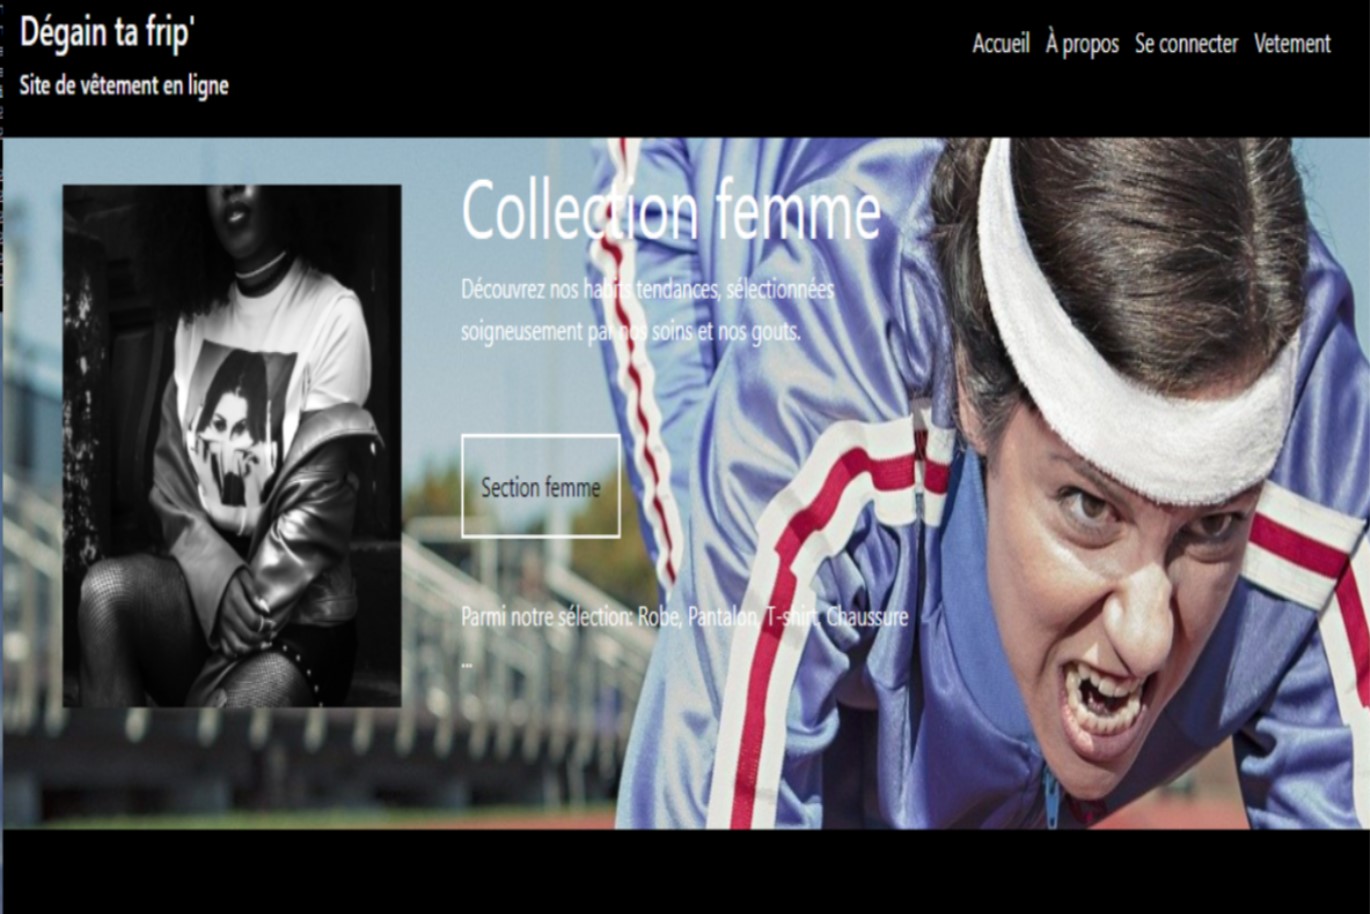 Dégain ta frip'
Site de vêtement en ligne
Accueil À propos Se connecter Vetement
Collection femme
Découvrez nos habits tendances, sélectionnées
soigneusement par nos soins et nos gouts.
Section femme
Parmi notre sélection: Robe, Pantalon, T-shirt, Chaussure
...